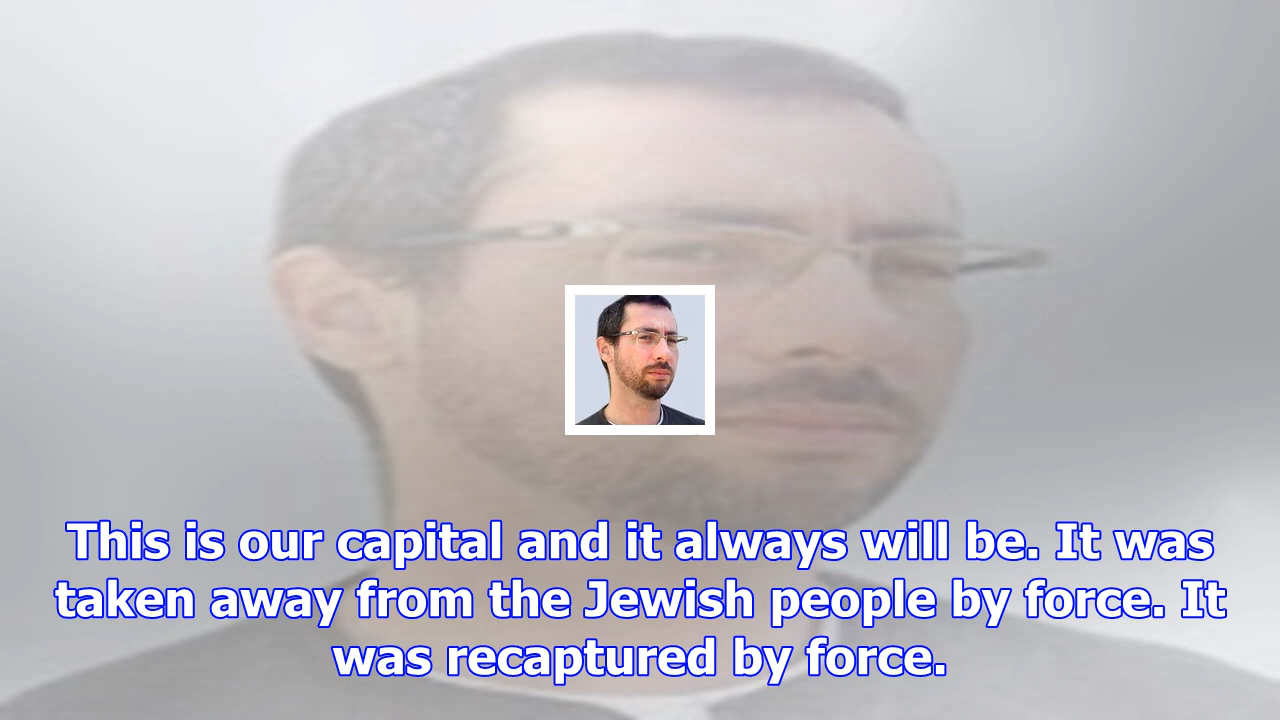 This is our capital and it always will be. It was
taken away from the Jewish people by force. It
was recaptured by force.